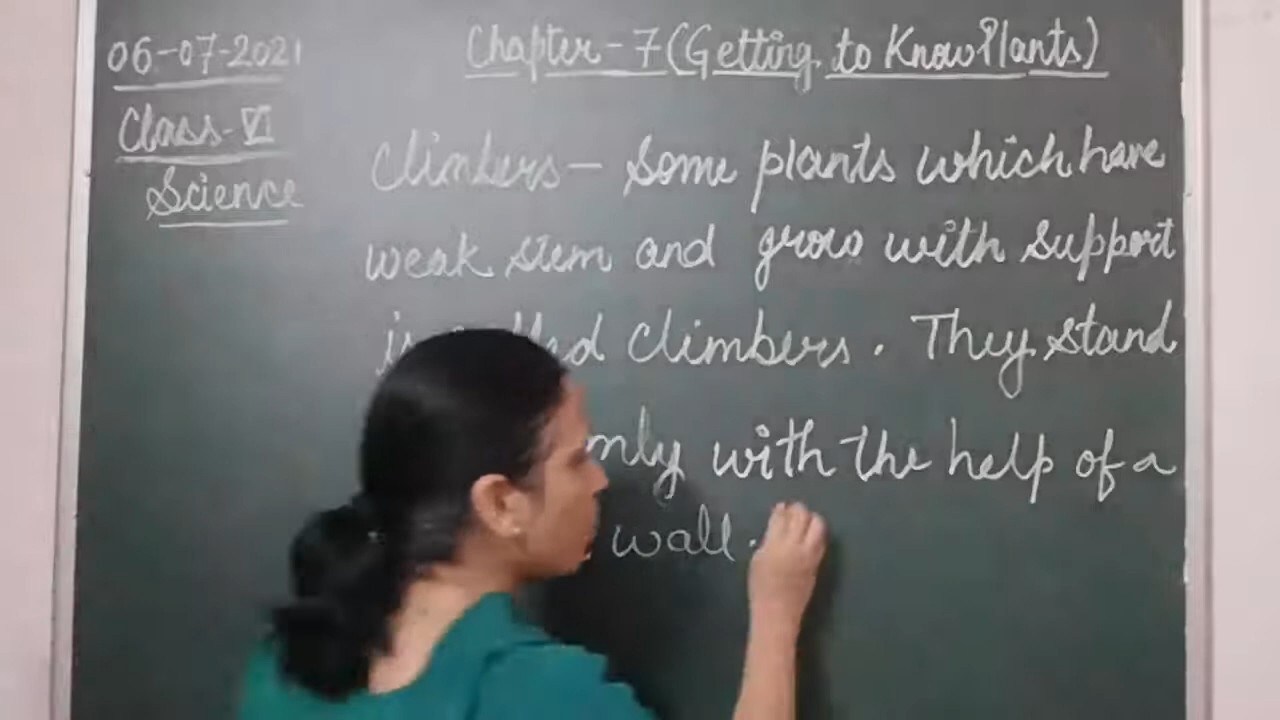 06-07-2021
Class-VI
Science
Chapter-7 (Getting to Know Plants)
Climbers- Some plants which have
weak stem and grow with support
climbers. They stand
with the help of a
wall.